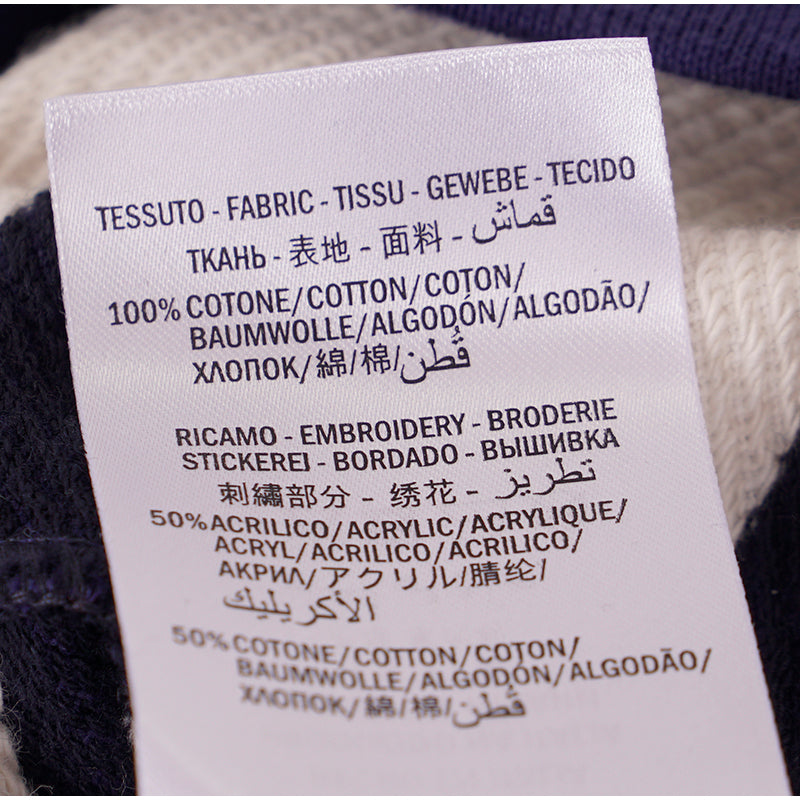 TESSUTO - FABRIC - TISSU - GEWEBE - TECIDO
ТКАНЬ - 表地 - 面料 - قماش
100% COTONE/COTTON/COTON/
BAUMWOLLE/ALGODÓN/ALGODÃO/
ХЛОПОК/綿/棉/قُطن
RICAMO - EMBROIDERY - BRODERIE
STICKEREI - BORDADO - ВЫШИВКА
刺繍部分 - 绣花 - تطريز
50% ACRILICO/ACRYLIC/ACRYLIQUE/
ACRYL/ACRILICO/ACRILICO/
АКРИЛ/アクリル/腈纶/
الأكريليك
50% COTONE/COTTON/COTON/
BAUMWOLLE/ALGODÓN/ALGODÃO/
ХЛОПОК/綿/棉/قُطن